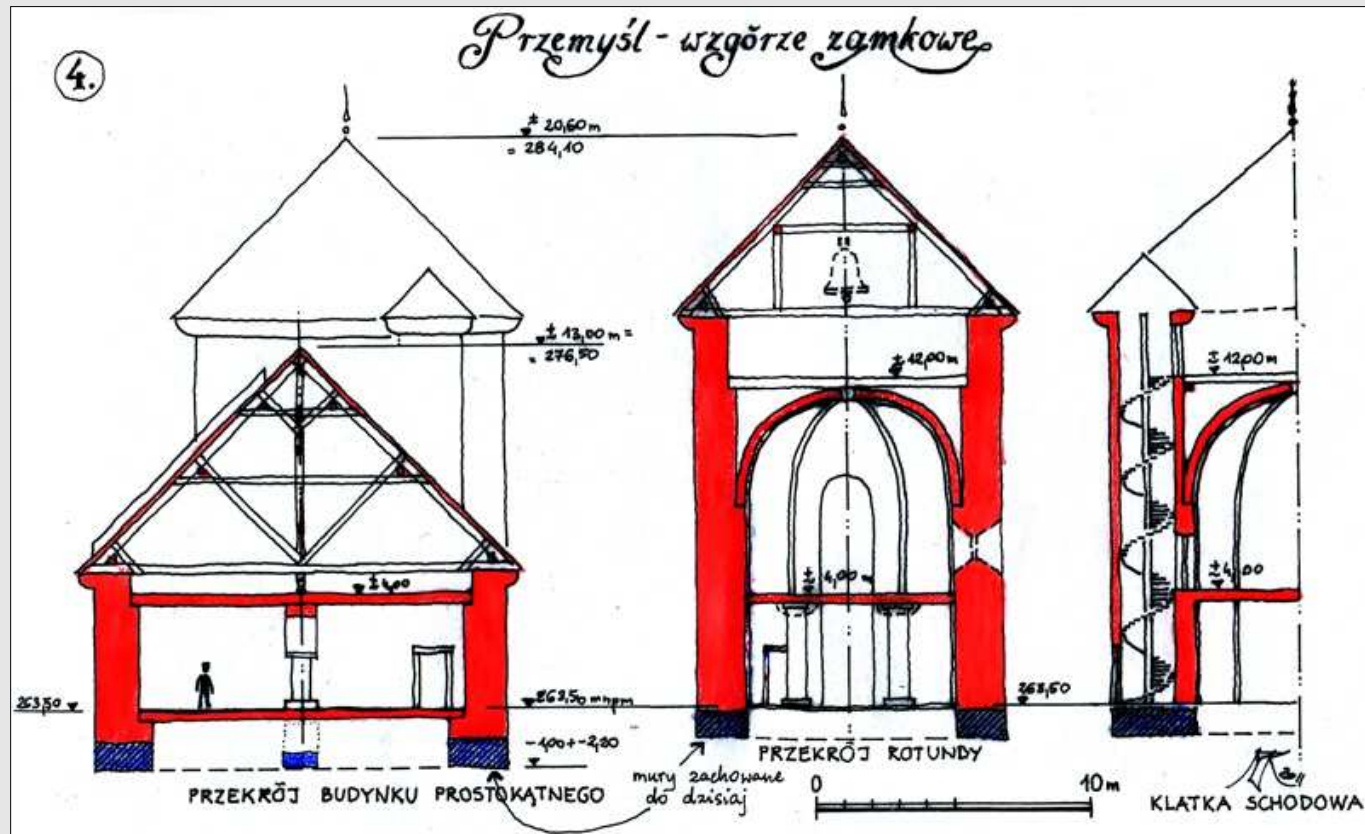 Przemyśl - wzgórze zamkowe
4.
± 20,60 m
= 284,10
± 13,00 m =
= 276,50
± 12,00 m
± 12,00 m
± 4,00
± 4,00 m
± 4,00
263,50
263,50 m npm
263,50
-1,00 ÷ -2,20
PRZEKRÓJ BUDYNKU PROSTOKĄTNEGO
mury zachowane
do dzisiaj
PRZEKRÓJ ROTUNDY
0
10 m
KLATKA SCHODOWA